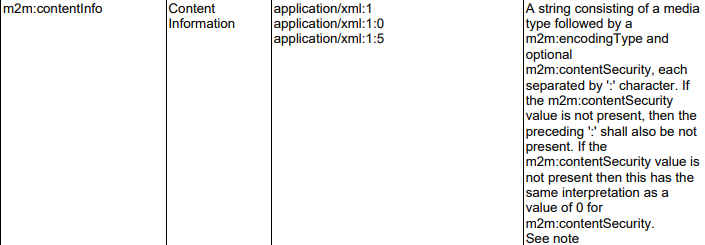 m2m:contentInfo
Content
Information
application/xml:1
application/xml:1:0
application/xml:1:5
A string consisting of a media
type followed by a
m2m:encodingType and
optional
m2m:contentSecurity, each
separated by ':' character. If
the m2m:contentSecurity
value is not present, then the
preceding ':' shall also be not
present. If the
m2m:contentSecurity value is
not present then this has the
same interpretation as a
value of 0 for
m2m:contentSecurity.
See note